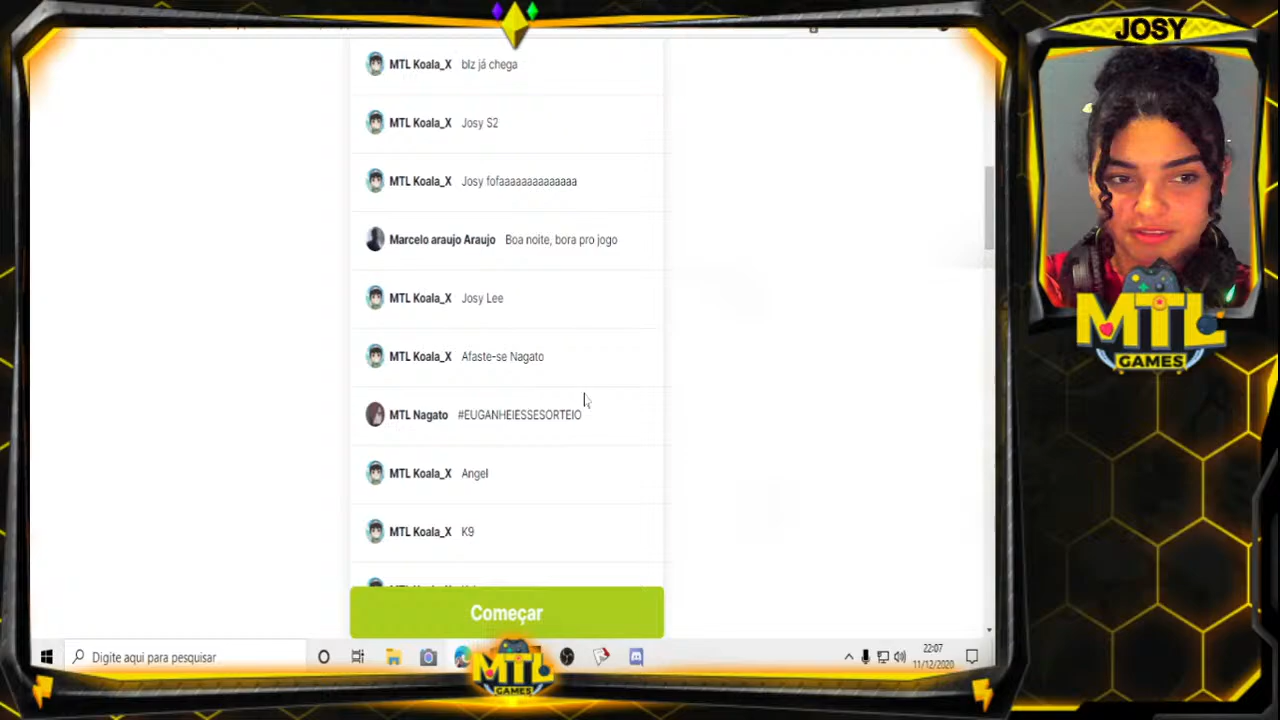 JOSY
MTL Koala_X blz já chega
MTL Koala_X Josy S2
MTL Koala_X Josy fofaaaaaaaaaaaaaa
Marcelo araujo Araujo Boa noite, bora pro jogo
MTL Koala_X Josy Lee
MTL Koala_X Afaste-se Nagato
MTL Nagato #EUGANHEIESSESORTEIO
MTL Koala_X Angel
MTL Koala_X K9
Começar
Digite aqui para pesquisar
22:07
11/12/2020
MTL
GAMES
MTL
GAMES